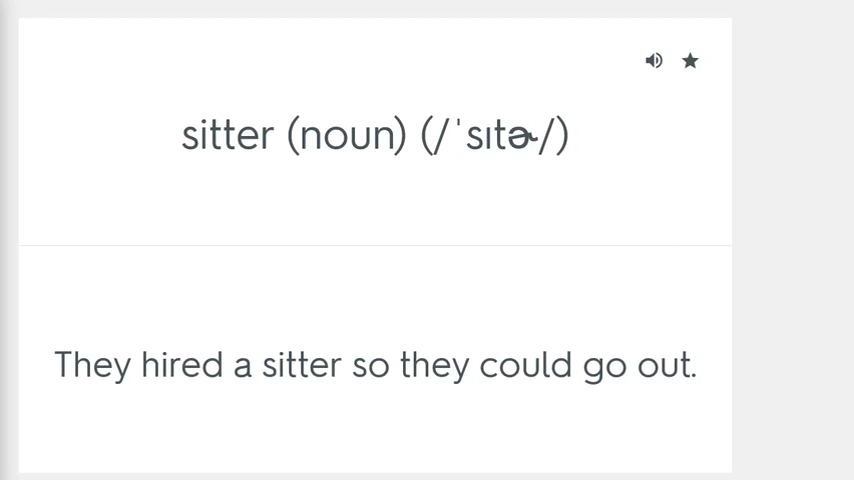 sitter (noun) (/ˈsɪtɚ/)
They hired a sitter so they could go out.